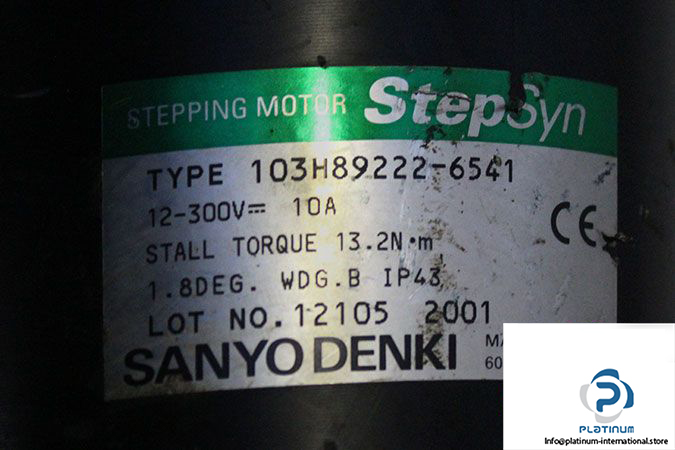 STEPPING MOTOR StepSyn
TYPE 103H89222-6541
12-300V⎓ 10A
STALL TORQUE 13.2N·m
1.8DEG. WDG.B IP43
CE
LOT NO. 12105 2001
SANYO DENKI
PLATINUM
Info@platinum-international.store